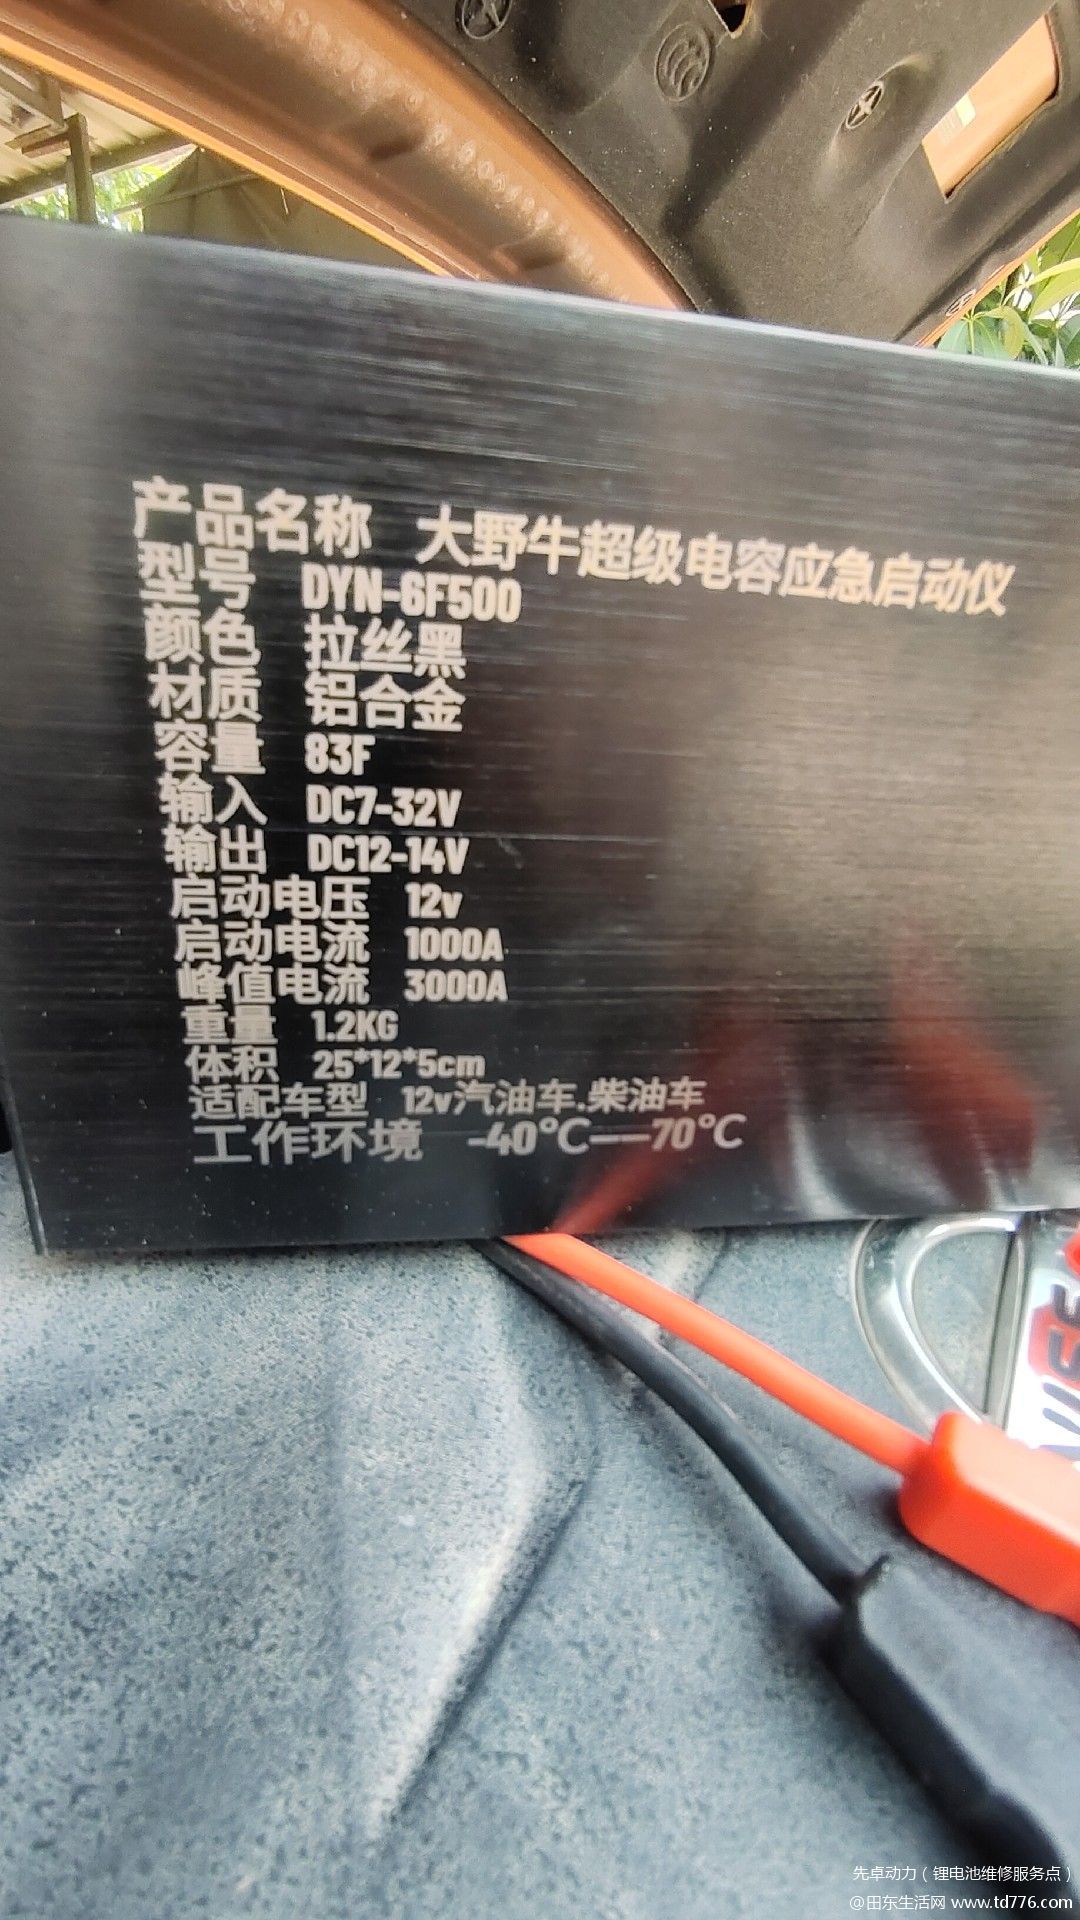 产品名称 大野牛超级电容应急启动仪
型号 DYN-6F500
颜色 拉丝黑
材质 铝合金
容量 83F
输入 DC7-32V
输出 DC12-14V
启动电压 12v
启动电流 1000A
峰值电流 3000A
重量 1.2KG
体积 25*12*5cm
适配车型 12v汽油车.柴油车
工作环境 -40℃——70℃
先卓动力（锂电池维修服务点）
@田东生活网 www.td776.com